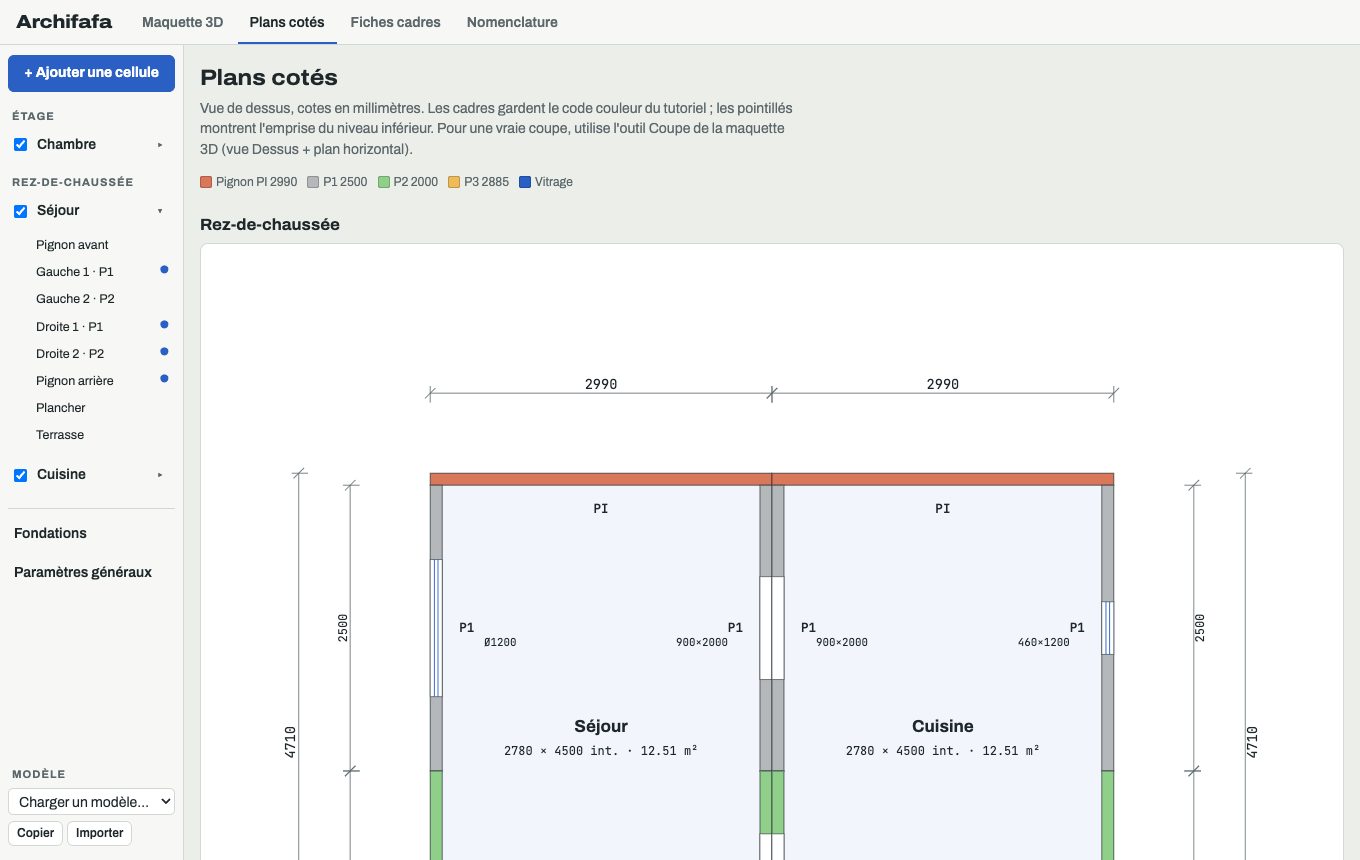 Archifafa
Maquette 3D
Plans cotés
Fiches cadres
Nomenclature
+ Ajouter une cellule
ÉTAGE
Chambre
REZ-DE-CHAUSSÉE
Séjour
Pignon avant
Gauche 1 · P1
Gauche 2 · P2
Droite 1 · P1
Droite 2 · P2
Pignon arrière
Plancher
Terrasse
Cuisine
Fondations
Paramètres généraux
MODÈLE
Charger un modèle...
Copier
Importer
Plans cotés
Vue de dessus, cotes en millimètres. Les cadres gardent le code couleur du tutoriel ; les pointillés
montrent l'emprise du niveau inférieur. Pour une vraie coupe, utilise l'outil Coupe de la maquette
3D (vue Dessus + plan horizontal).
Pignon PI 2990
P1 2500
P2 2000
P3 2885
Vitrage
Rez-de-chaussée
2990
2990
PI
PI
2500
P1
Ø1200
P1
900×2000
P1
900×2000
P1
460×1200
2500
4710
Séjour
2780 × 4500 int. · 12.51 m²
Cuisine
2780 × 4500 int. · 12.51 m²
4710